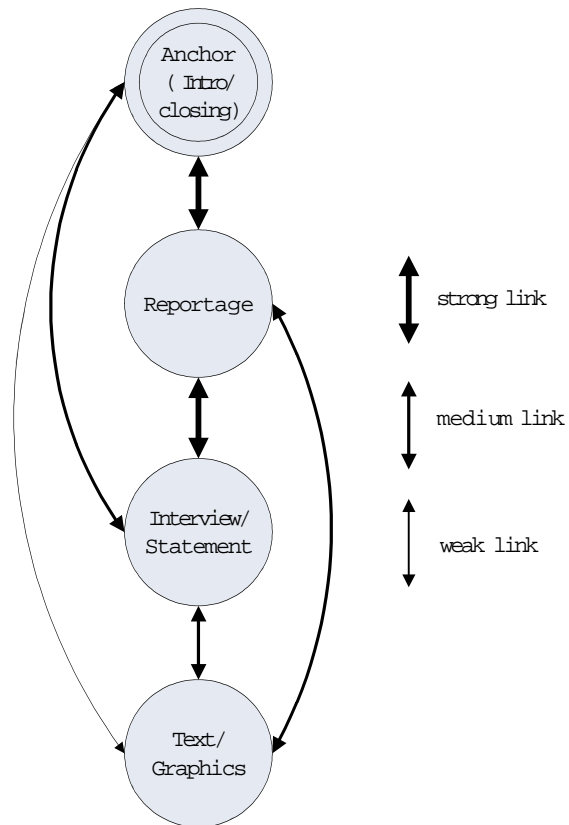 Anchor
( Intro/
closing)
Reportage
Interview/
Statement
Text/
Graphics
strong link
medium link
weak link